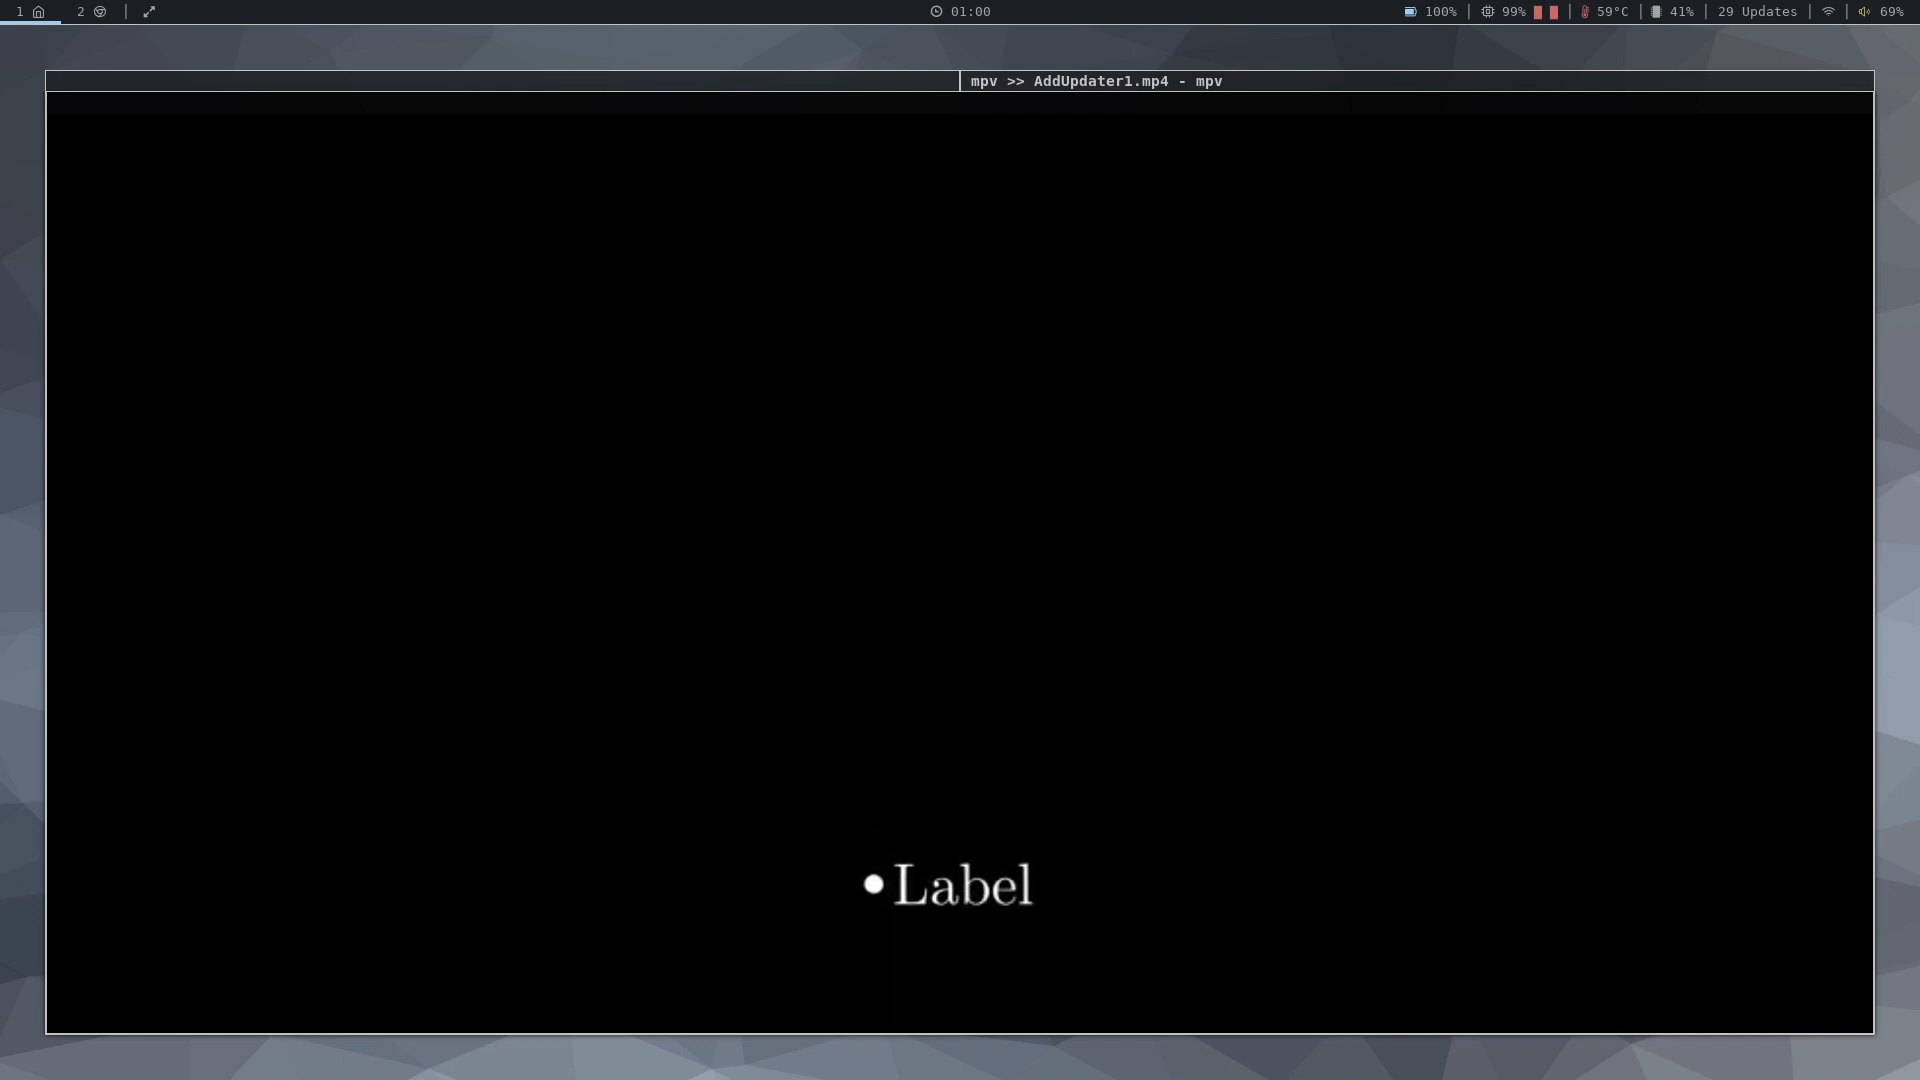 1 2 01:00 100% 99% 59°C 41% 29 Updates 69%
mpv >> AddUpdater1.mp4 - mpv
Label